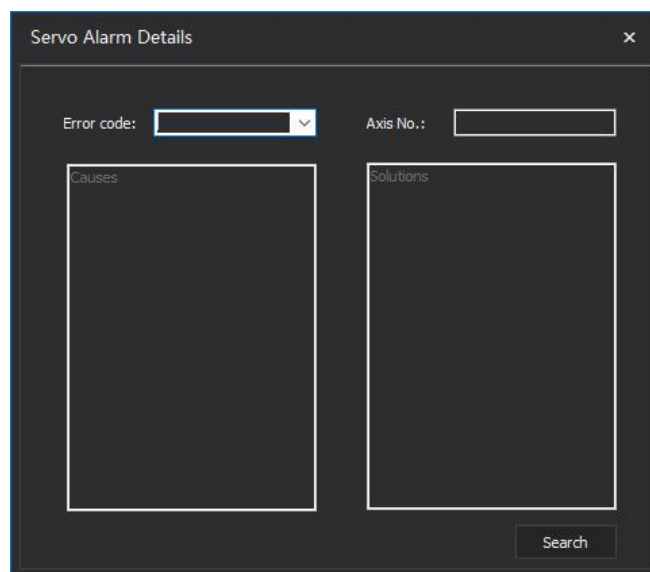 Servo Alarm Details
Error code:
Axis No.:
Causes
Solutions
Search